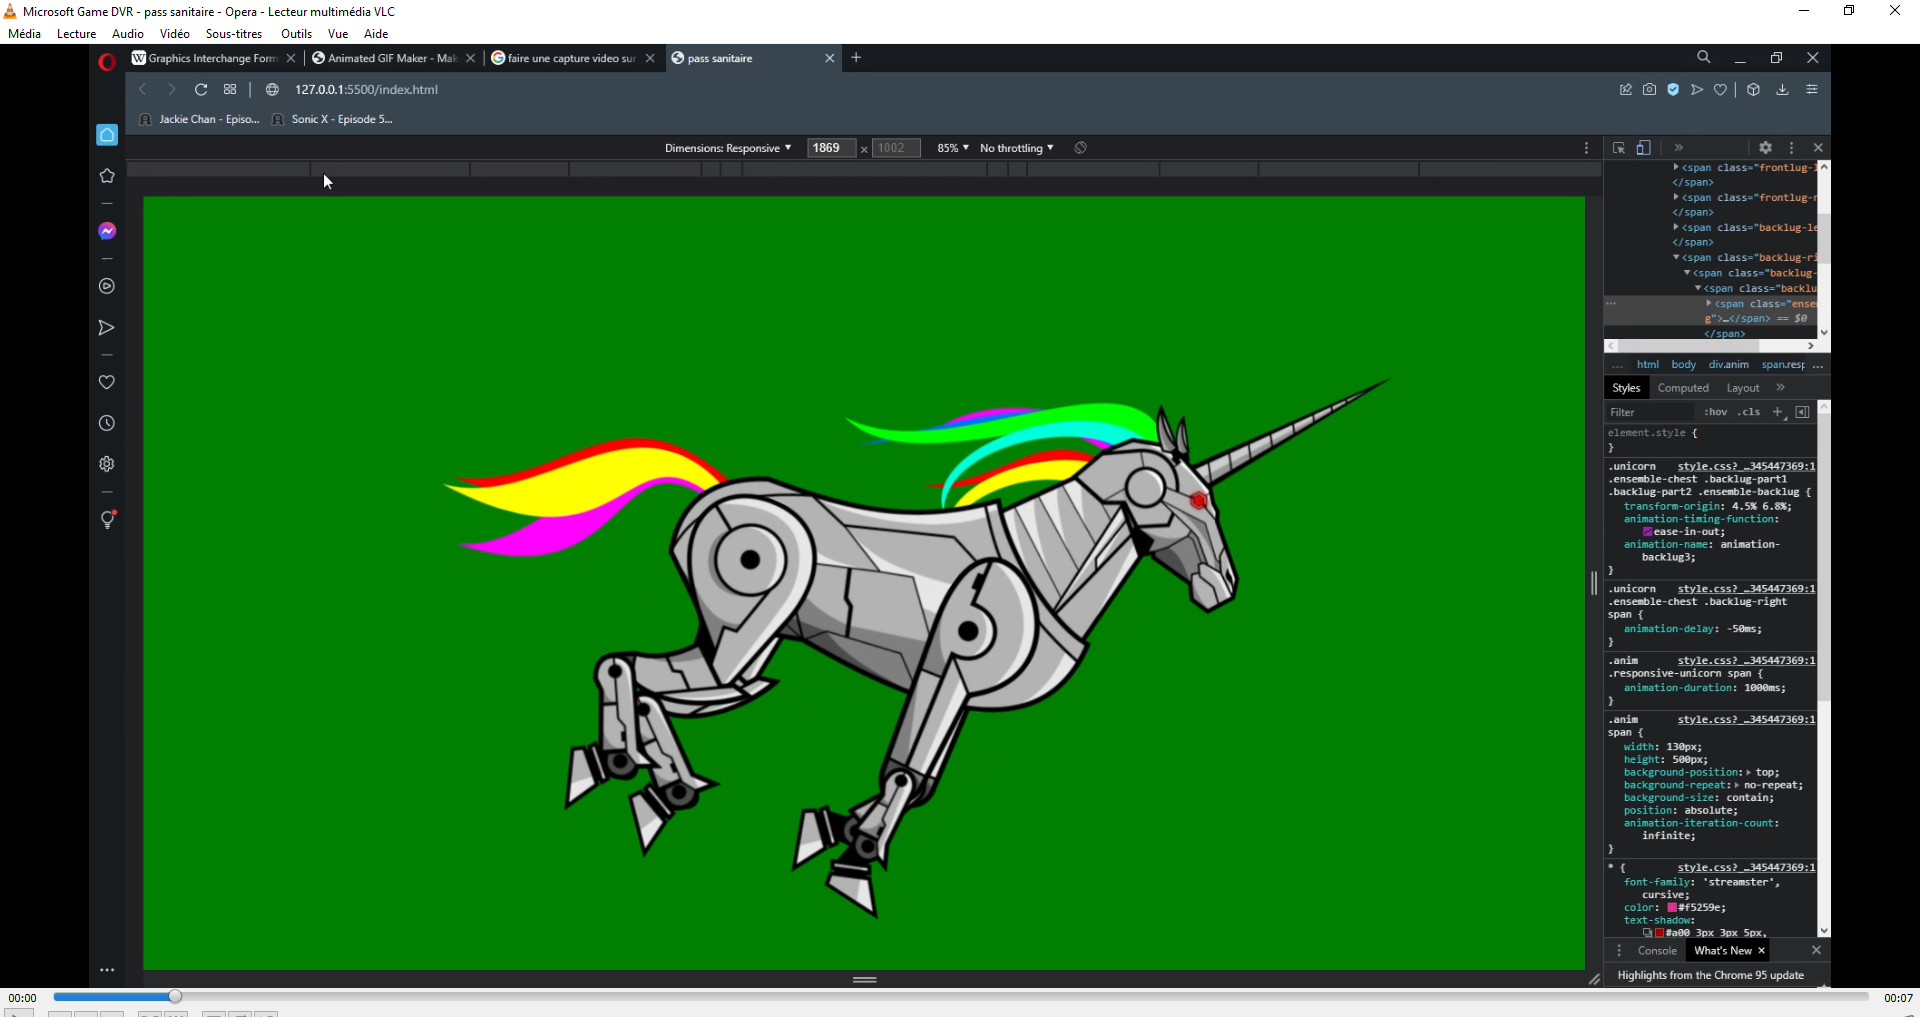 Microsoft Game DVR - pass sanitaire - Opera - Lecteur multimédia VLC
Média Lecture Audio Vidéo Sous-titres Outils Vue Aide
Graphics Interchange Form
Animated GIF Maker - Mak
faire une capture video sur
pass sanitaire
127.0.0.1:5500/index.html
Jackie Chan - Episo...
Sonic X - Episode 5...
Dimensions: Responsive
1869 x 1002
85%
No throttling
<span class="frontlug-l
</span>
<span class="frontlug-r
</span>
<span class="backlug-le
</span>
<span class="backlug-ri
<span class="backlug-
<span class="backlu
<span class="ense
g">…</span> == $0
</span>
... html body div.anim span.resp ...
Styles Computed Layout »
Filter :hov .cls +
element.style {
}
.unicorn style.css?_…345447369:1
.ensemble-chest .backlug-part1
.backlug-part2 .ensemble-backlug {
transform-origin: 4.5% 6.8%;
animation-timing-function:
ease-in-out;
animation-name: animation-
backlug3;
}
.unicorn style.css?_…345447369:1
.ensemble-chest .backlug-right
span {
animation-delay: -50ms;
}
.anim style.css?_…345447369:1
.responsive-unicorn span {
animation-duration: 1000ms;
}
.anim style.css?_…345447369:1
span {
width: 130px;
height: 500px;
background-position: top;
background-repeat: no-repeat;
background-size: contain;
position: absolute;
animation-iteration-count:
infinite;
}
* { style.css?_…345447369:1
font-family: 'streamster',
cursive;
color: #f5259e;
text-shadow:
#a00 3px 3px 5px,
Console What's New
Highlights from the Chrome 95 update
00:00 00:07